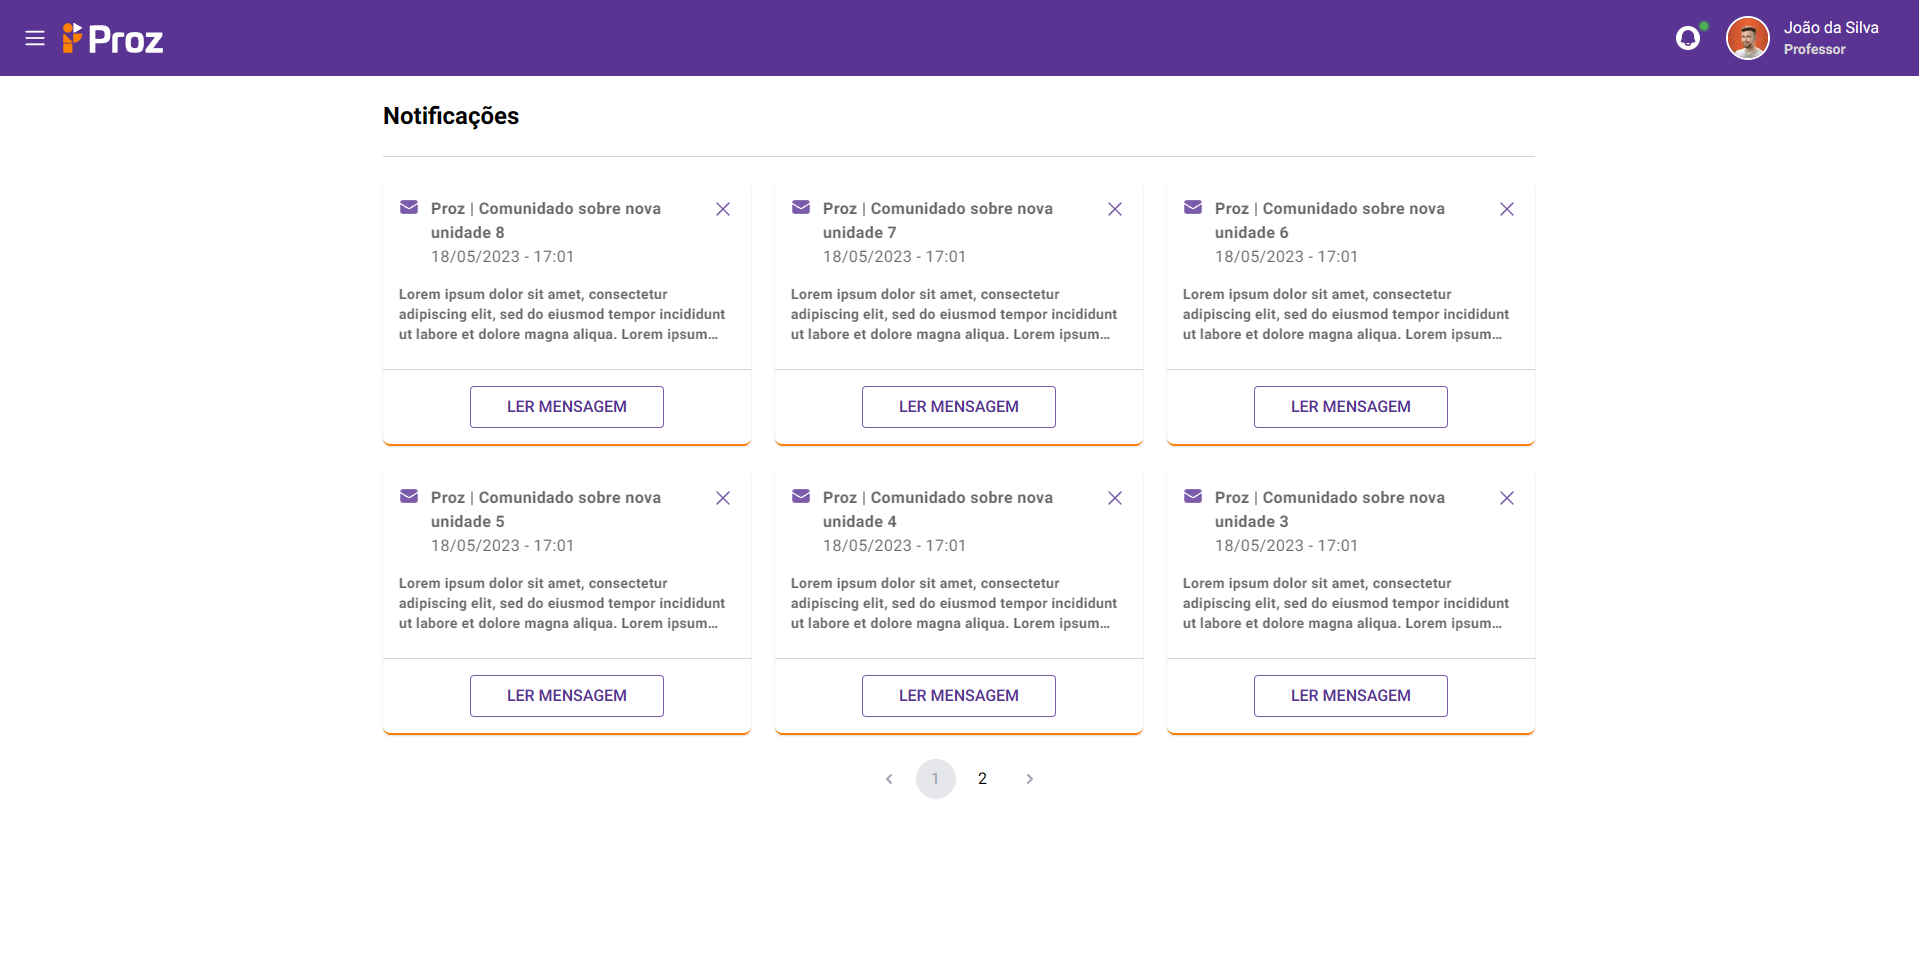 Proz
João da Silva
Professor
Notificações
Proz | Comunidado sobre nova
unidade 8
18/05/2023 - 17:01
Lorem ipsum dolor sit amet, consectetur
adipiscing elit, sed do eiusmod tempor incididunt
ut labore et dolore magna aliqua. Lorem ipsum...
LER MENSAGEM
Proz | Comunidado sobre nova
unidade 7
18/05/2023 - 17:01
Lorem ipsum dolor sit amet, consectetur
adipiscing elit, sed do eiusmod tempor incididunt
ut labore et dolore magna aliqua. Lorem ipsum...
LER MENSAGEM
Proz | Comunidado sobre nova
unidade 6
18/05/2023 - 17:01
Lorem ipsum dolor sit amet, consectetur
adipiscing elit, sed do eiusmod tempor incididunt
ut labore et dolore magna aliqua. Lorem ipsum...
LER MENSAGEM
Proz | Comunidado sobre nova
unidade 5
18/05/2023 - 17:01
Lorem ipsum dolor sit amet, consectetur
adipiscing elit, sed do eiusmod tempor incididunt
ut labore et dolore magna aliqua. Lorem ipsum...
LER MENSAGEM
Proz | Comunidado sobre nova
unidade 4
18/05/2023 - 17:01
Lorem ipsum dolor sit amet, consectetur
adipiscing elit, sed do eiusmod tempor incididunt
ut labore et dolore magna aliqua. Lorem ipsum...
LER MENSAGEM
Proz | Comunidado sobre nova
unidade 3
18/05/2023 - 17:01
Lorem ipsum dolor sit amet, consectetur
adipiscing elit, sed do eiusmod tempor incididunt
ut labore et dolore magna aliqua. Lorem ipsum...
LER MENSAGEM
1 2